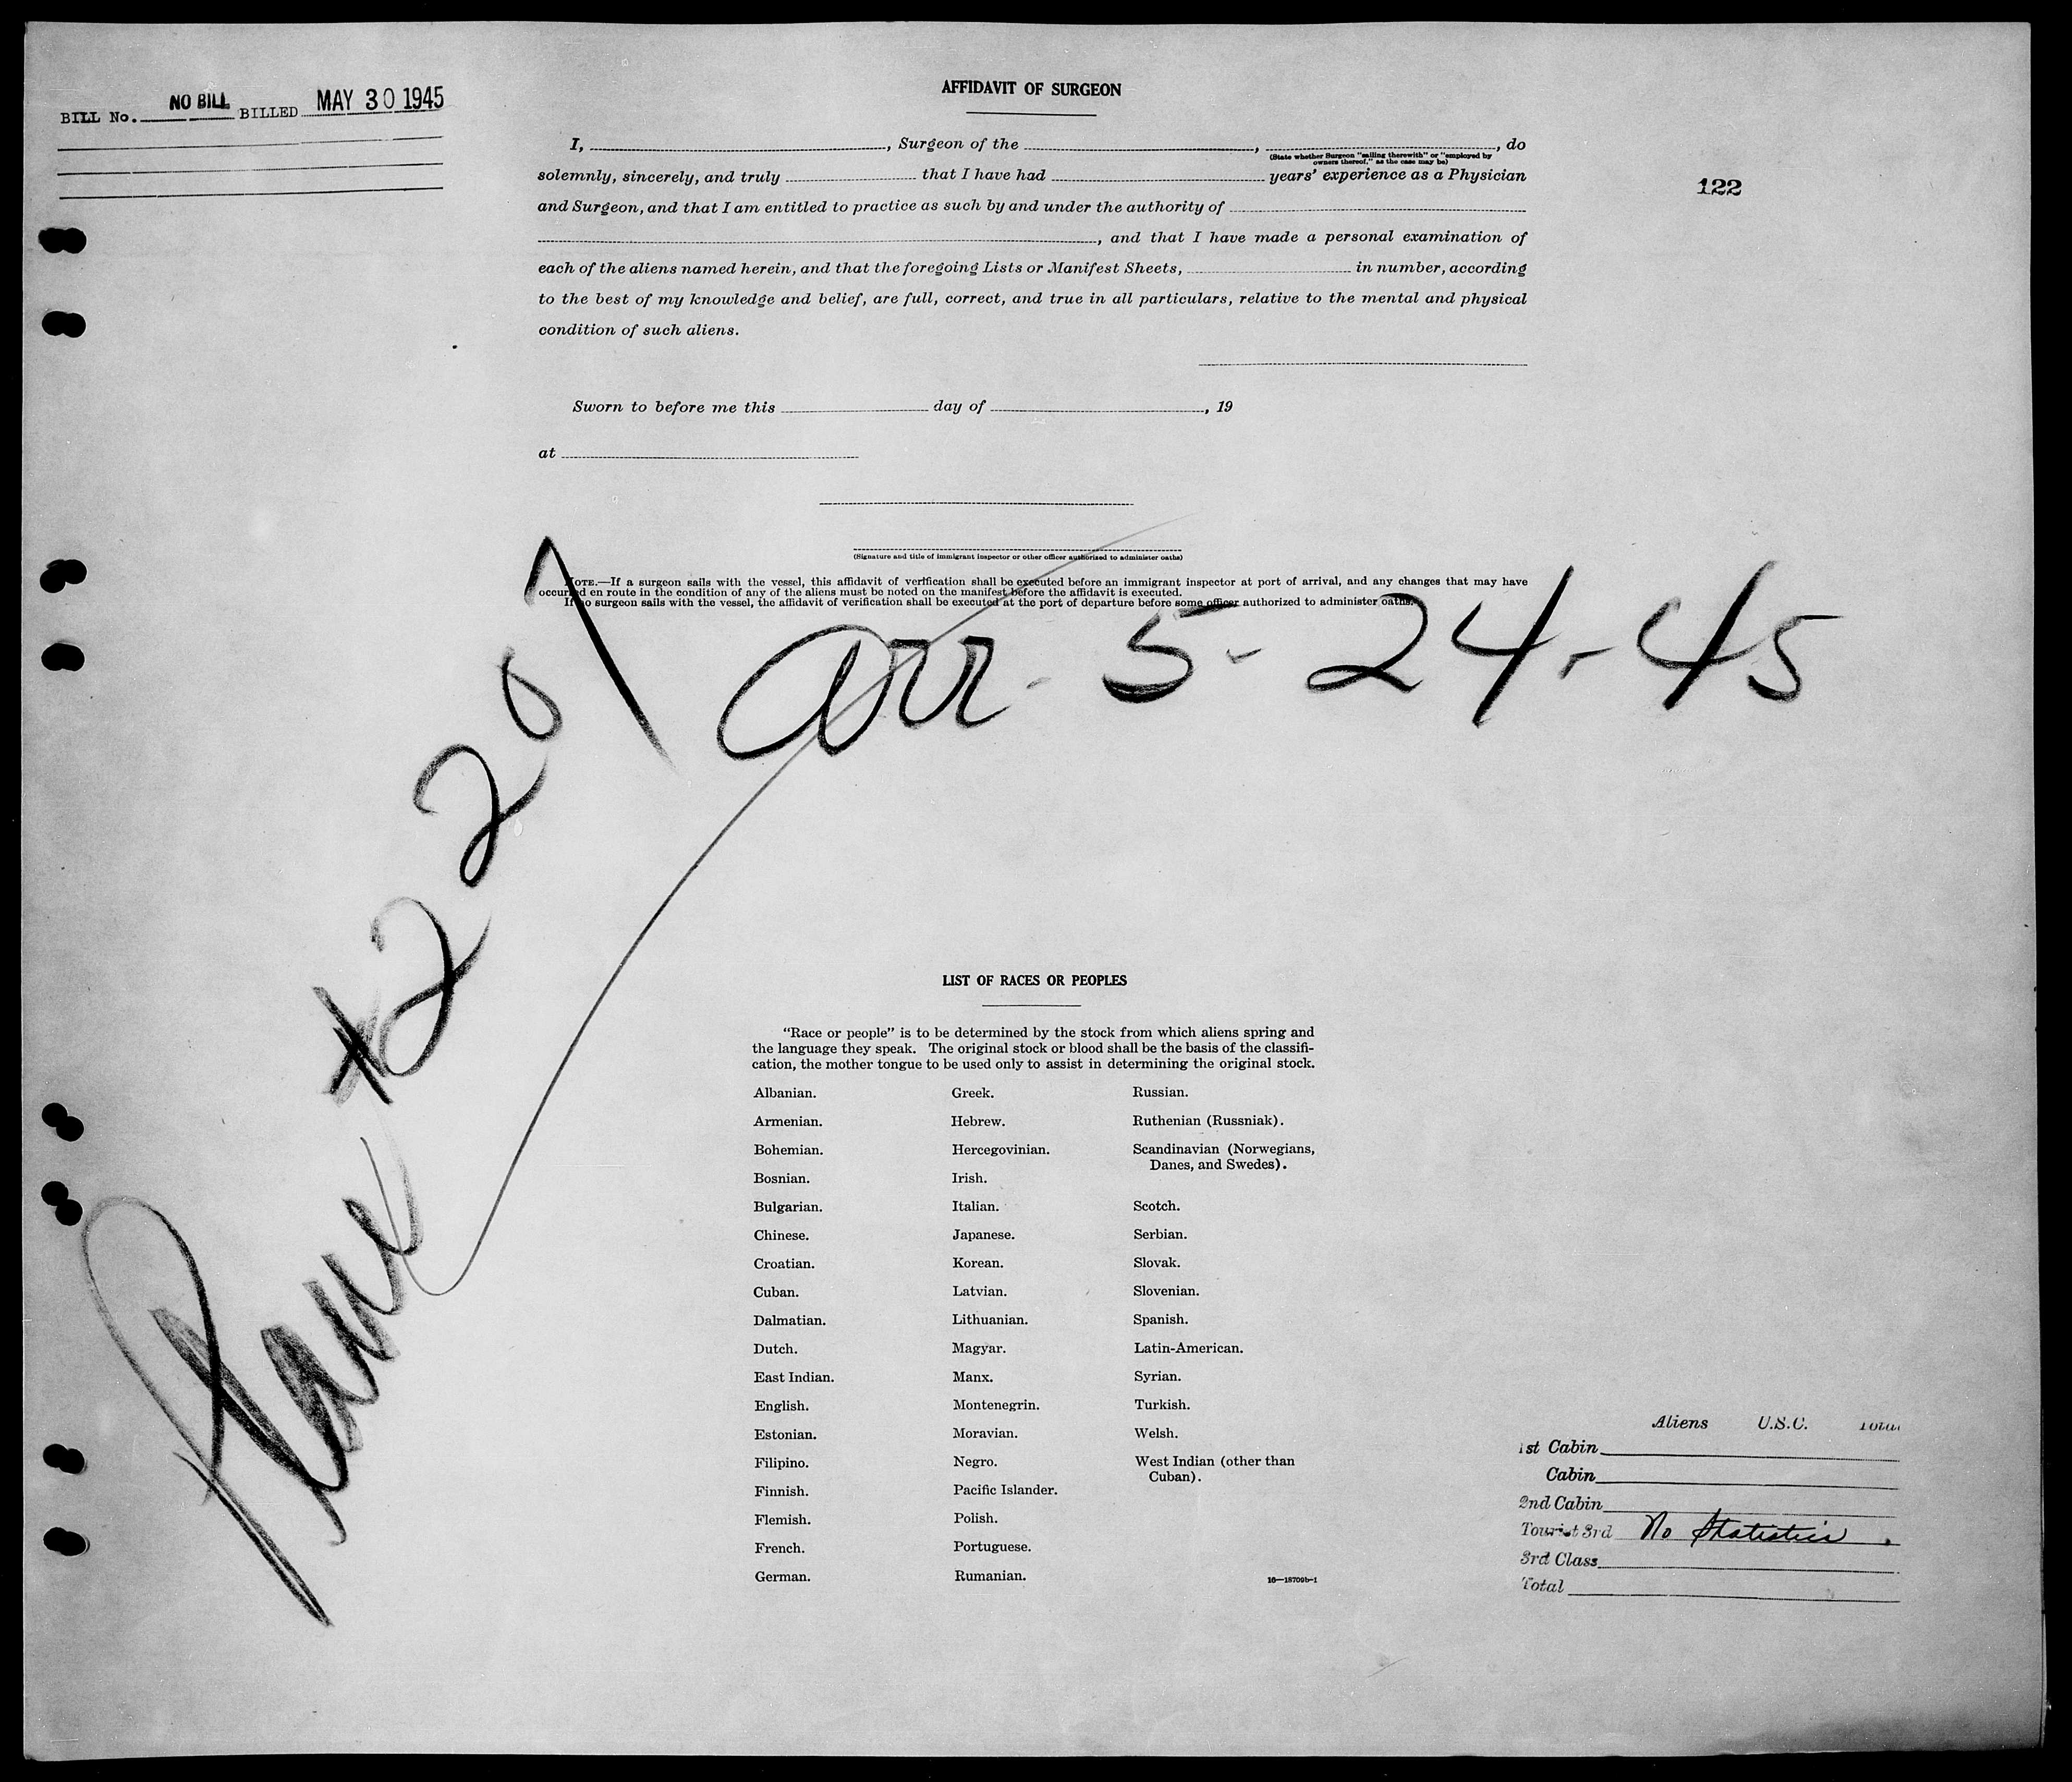 BILL No. NO BILL BILLED MAY 30 1945
AFFIDAVIT OF SURGEON
I, , Surgeon of the , , do
(State whether Surgeon "sailing therewith" or "employed by
owners thereof," as the case may be)
solemnly, sincerely, and truly that I have had years' experience as a Physician
122
and Surgeon, and that I am entitled to practice as such by and under the authority of
, and that I have made a personal examination of
each of the aliens named herein, and that the foregoing Lists or Manifest Sheets, in number, according
to the best of my knowledge and belief, are full, correct, and true in all particulars, relative to the mental and physical
condition of such aliens.
Sworn to before me this day of , 19
at
(Signature and title of immigrant inspector or other officer authorized to administer oaths)
NOTE.—If a surgeon sails with the vessel, this affidavit of verification shall be executed before an immigrant inspector at port of arrival, and any changes that may have
occurred en route in the condition of any of the aliens must be noted on the manifest before the affidavit is executed.
If no surgeon sails with the vessel, the affidavit of verification shall be executed at the port of departure before some officer authorized to administer oaths.
arr - 5 - 24 - 45
Plane #2201
LIST OF RACES OR PEOPLES
"Race or people" is to be determined by the stock from which aliens spring and
the language they speak. The original stock or blood shall be the basis of the classifi-
cation, the mother tongue to be used only to assist in determining the original stock.
Albanian. Greek. Russian.
Armenian. Hebrew. Ruthenian (Russniak).
Bohemian. Hercegovinian. Scandinavian (Norwegians,
Danes, and Swedes).
Bosnian. Irish.
Bulgarian. Italian. Scotch.
Chinese. Japanese. Serbian.
Croatian. Korean. Slovak.
Cuban. Latvian. Slovenian.
Dalmatian. Lithuanian. Spanish.
Dutch. Magyar. Latin-American.
East Indian. Manx. Syrian.
English. Montenegrin. Turkish.
Estonian. Moravian. Welsh.
Filipino. Negro. West Indian (other than
Cuban).
Finnish. Pacific Islander.
Flemish. Polish.
French. Portuguese.
German. Rumanian.
16—18709b-1
Aliens U.S.C. Total
1st Cabin
Cabin
2nd Cabin
Tourist 3rd No Statistics.
3rd Class
Total